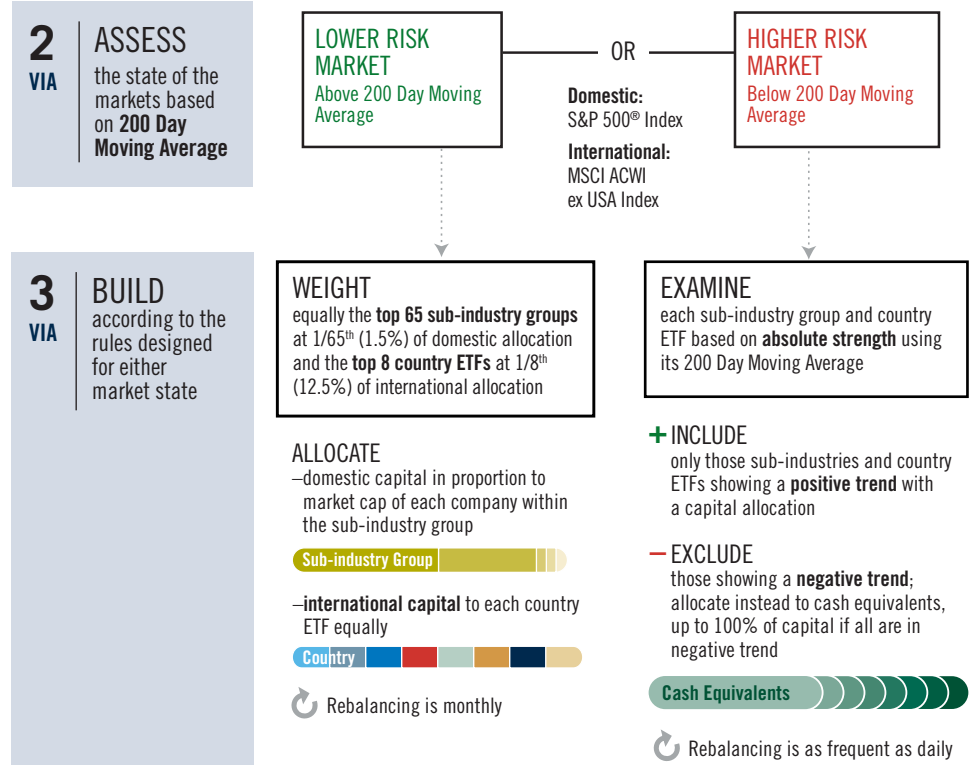 2
VIA
ASSESS
the state of the
markets based
on 200 Day
Moving Average
LOWER RISK
MARKET
Above 200 Day Moving
Average
OR
Domestic:
S&P 500® Index
International:
MSCI ACWI
ex USA Index
HIGHER RISK
MARKET
Below 200 Day Moving
Average
3
VIA
BUILD
according to the
rules designed
for either
market state
WEIGHT
equally the top 65 sub-industry groups
at 1/65th (1.5%) of domestic allocation
and the top 8 country ETFs at 1/8th
(12.5%) of international allocation
ALLOCATE
–domestic capital in proportion to
market cap of each company within
the sub-industry group
Sub-industry Group
–international capital to each country
ETF equally
Country
Rebalancing is monthly
EXAMINE
each sub-industry group and country
ETF based on absolute strength using
its 200 Day Moving Average
+ INCLUDE
only those sub-industries and country
ETFs showing a positive trend with
a capital allocation
– EXCLUDE
those showing a negative trend;
allocate instead to cash equivalents,
up to 100% of capital if all are in
negative trend
Cash Equivalents
Rebalancing is as frequent as daily